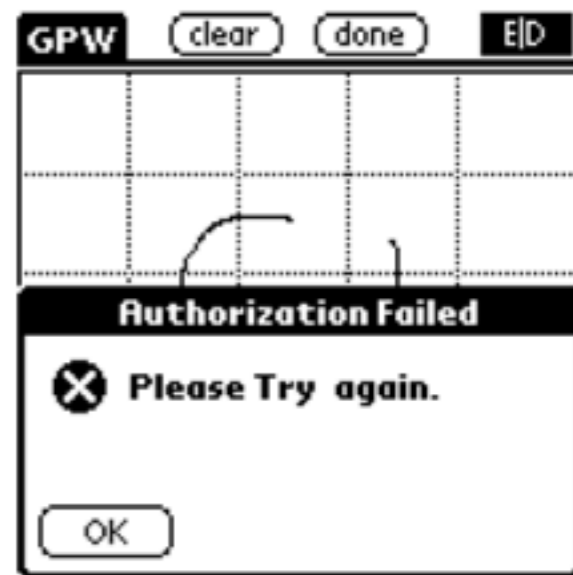 GPW clear done E|D
Authorization Failed
Please Try again.
OK